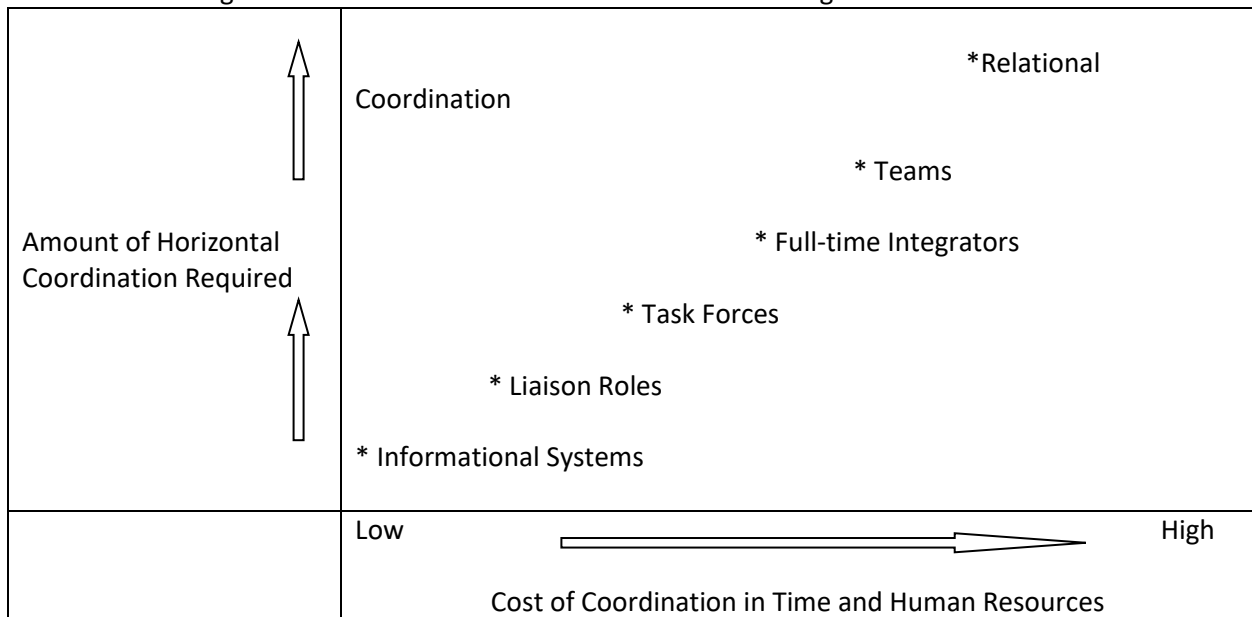 *Relational
Coordination
* Teams
Amount of Horizontal
* Full-time Integrators
Coordination Required
* Task Forces
* Liaison Roles
* Informational Systems
Low High
Cost of Coordination in Time and Human Resources